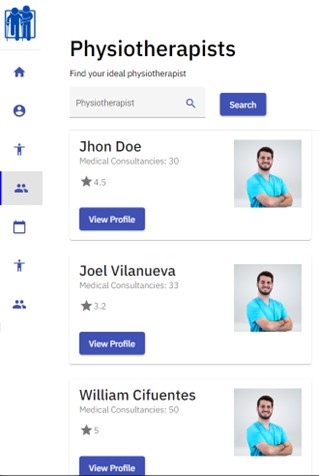 Physiotherapists
Find your ideal physiotherapist
Physiotherapist
Search
Jhon Doe
Medical Consultancies: 30
4.5
View Profile
Joel Vilanueva
Medical Consultancies: 33
3.2
View Profile
William Cifuentes
Medical Consultancies: 50
5
View Profile